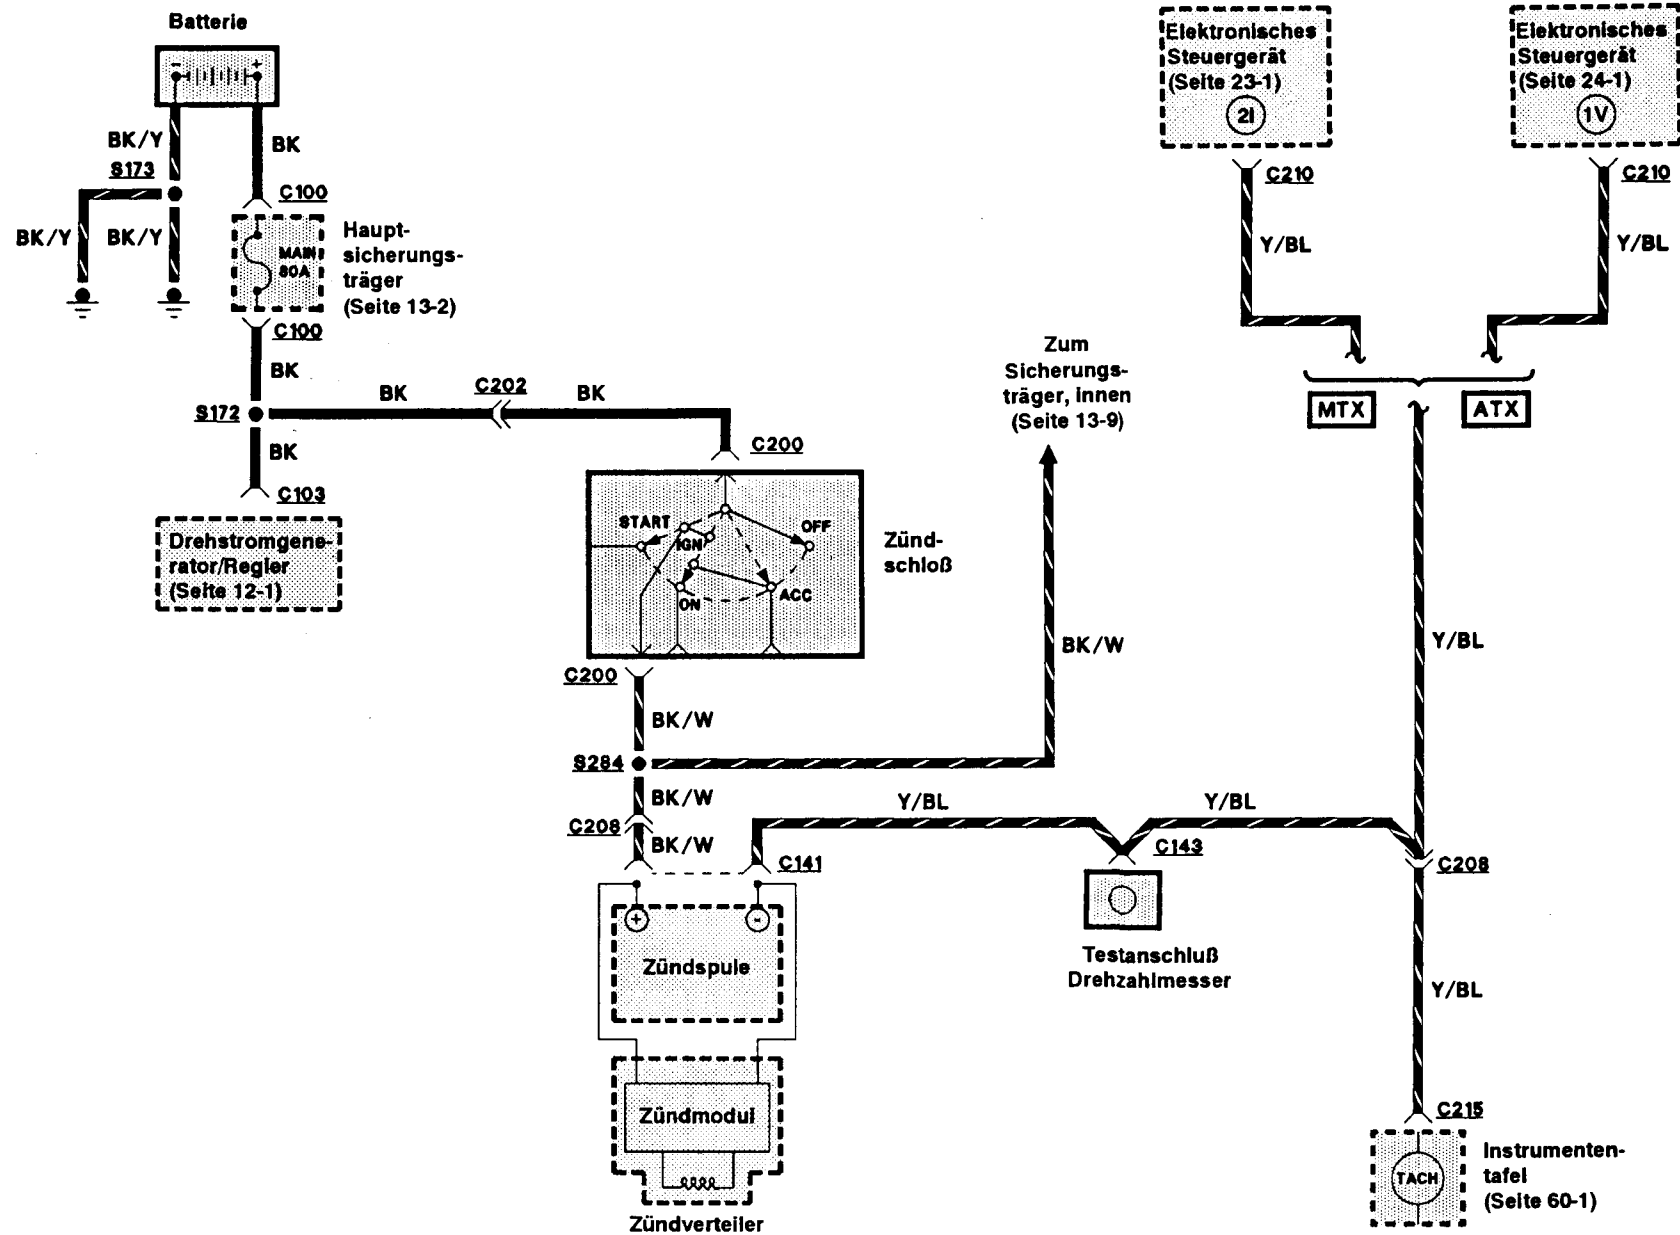 Batterie
- +
BK/Y
BK
S173
C100
BK/Y
BK/Y
MAIN
80A
Haupt-
sicherungs-
träger
(Seite 13-2)
C100
BK
S172
BK
C202
BK
BK
C103
Drehstromgene-
rator/Regler
(Seite 12-1)
C200
START
IGN
OFF
ON
ACC
Zünd-
schloß
C200
BK/W
S284
BK/W
C208
BK/W
C141
+
-
Zündspule
Zündmodul
Zündverteiler
Zum
Sicherungs-
träger, Innen
(Seite 13-9)
BK/W
Y/BL
Y/BL
C143
Testanschluß
Drehzahlmesser
Elektronisches
Steuergerät
(Seite 23-1)
2I
C210
Y/BL
Elektronisches
Steuergerät
(Seite 24-1)
1V
C210
Y/BL
MTX
ATX
Y/BL
C208
Y/BL
C215
TACH
Instrumenten-
tafel
(Seite 60-1)